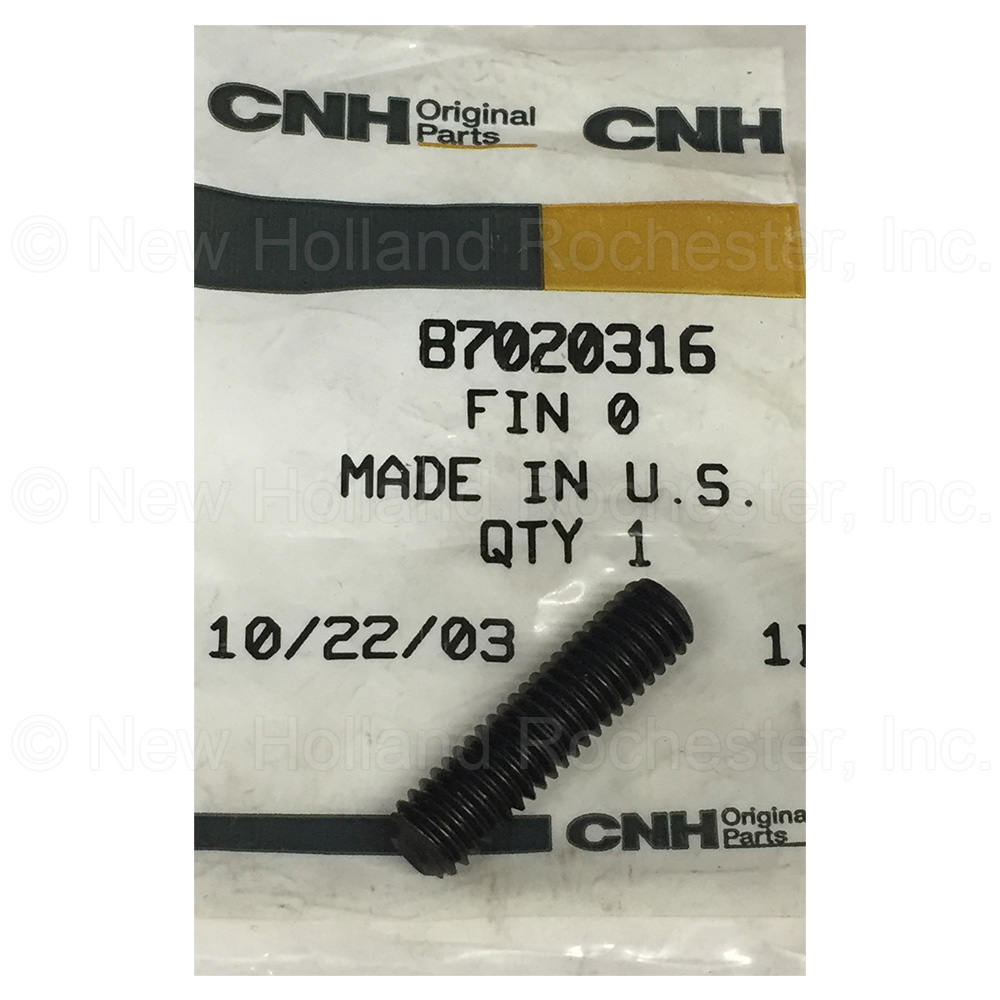 CNH Original Parts CNH
© New Holland Rochester, Inc.
87020316
FIN 0
MADE IN U.S.
© New Holland Rochester, Inc.
QTY 1
10/22/03
© New Holland Rochester, Inc.
CNH Origina
Parts